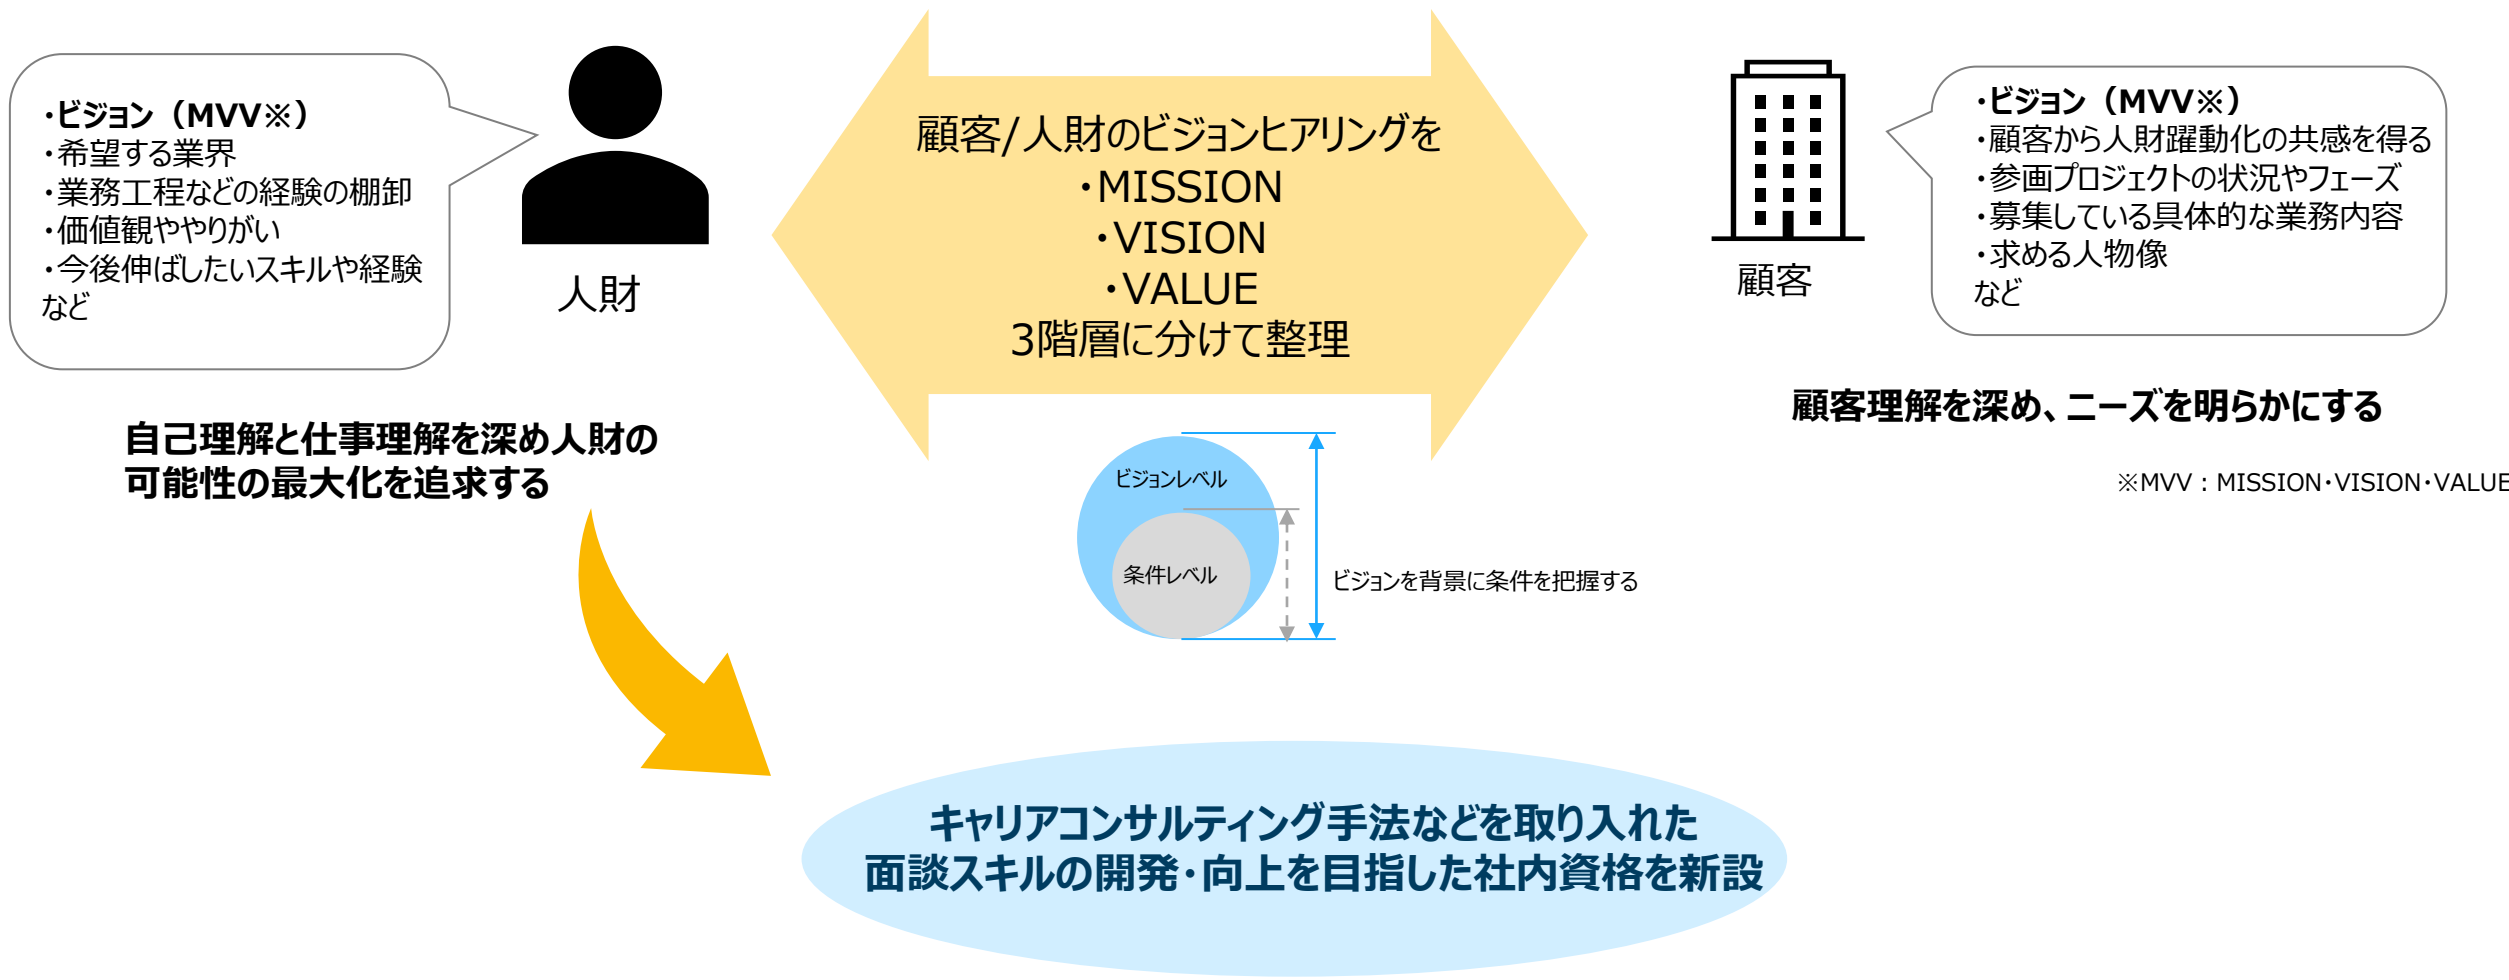 ・ビジョン（MVV※）
・希望する業界
・業務工程などの経験の棚卸
・価値観ややりがい
・今後伸ばしたいスキルや経験
など
人財
自己理解と仕事理解を深め人財の
可能性の最大化を追求する
顧客/人財のビジョンヒアリングを
・MISSION
・VISION
・VALUE
3階層に分けて整理
ビジョンレベル
条件レベル
ビジョンを背景に条件を把握する
顧客
・ビジョン（MVV※）
・顧客から人財躍動化の共感を得る
・参画プロジェクトの状況やフェーズ
・募集している具体的な業務内容
・求める人物像
など
顧客理解を深め、ニーズを明らかにする
※MVV：MISSION・VISION・VALUE
キャリアコンサルティング手法などを取り入れた
面談スキルの開発・向上を目指した社内資格を新設